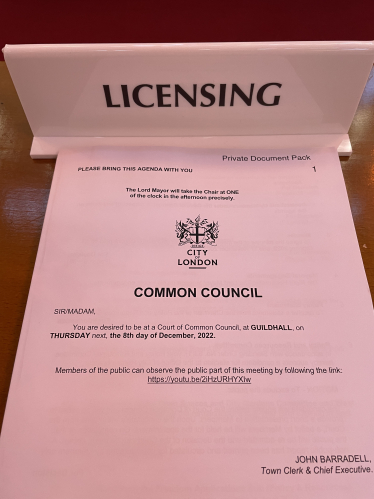 LICENSING
Private Document Pack
PLEASE BRING THIS AGENDA WITH YOU 1
The Lord Mayor will take the Chair at ONE
of the clock in the afternoon precisely.
CITY
LONDON
COMMON COUNCIL
SIR/MADAM,
You are desired to be at a Court of Common Council, at GUILDHALL, on
THURSDAY next, the 8th day of December, 2022.
Members of the public can observe the public part of this meeting by following the link:
https://youtu.be/2iHzURHYXIw
JOHN BARRADELL,
Town Clerk & Chief Executive.